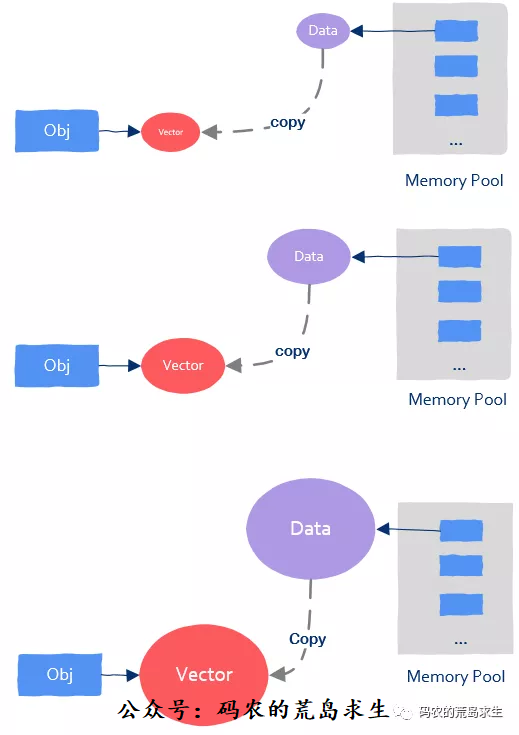 Data
copy
Obj
Vector
...
Memory Pool
Data
copy
Obj
Vector
...
Memory Pool
Data
Copy
Obj
Vector
...
Memory Pool
公众号：码农的荒岛求生
码农的荒岛求生